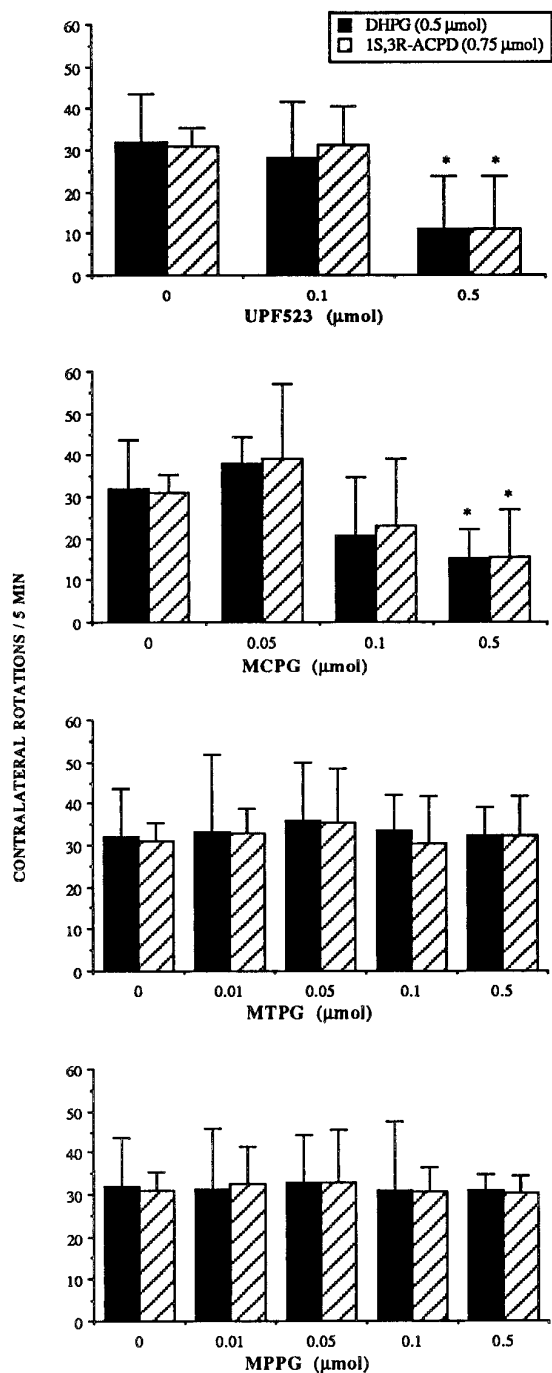 DHPG (0.5 μmol)
1S,3R-ACPD (0.75 μmol)
60
50
40
30
20
10
0
* *
0 0.1 0.5
UPF523 (μmol)
60
50
40
30
20
10
0
* *
0 0.05 0.1 0.5
MCPG (μmol)
CONTRALATERAL ROTATIONS / 5 MIN
60
50
40
30
20
10
0
0 0.01 0.05 0.1 0.5
MTPG (μmol)
60
50
40
30
20
10
0
0 0.01 0.05 0.1 0.5
MPPG (μmol)